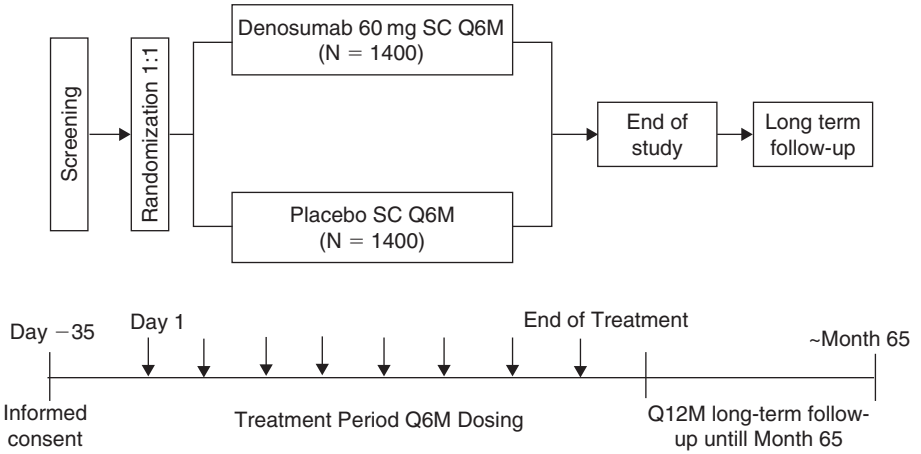 Screening
Randomization 1:1
Denosumab 60 mg SC Q6M
(N = 1400)
Placebo SC Q6M
(N = 1400)
End of
study
Long term
follow-up
Day −35
Day 1
End of Treatment
~Month 65
Informed
consent
Treatment Period Q6M Dosing
Q12M long-term follow-
up untill Month 65